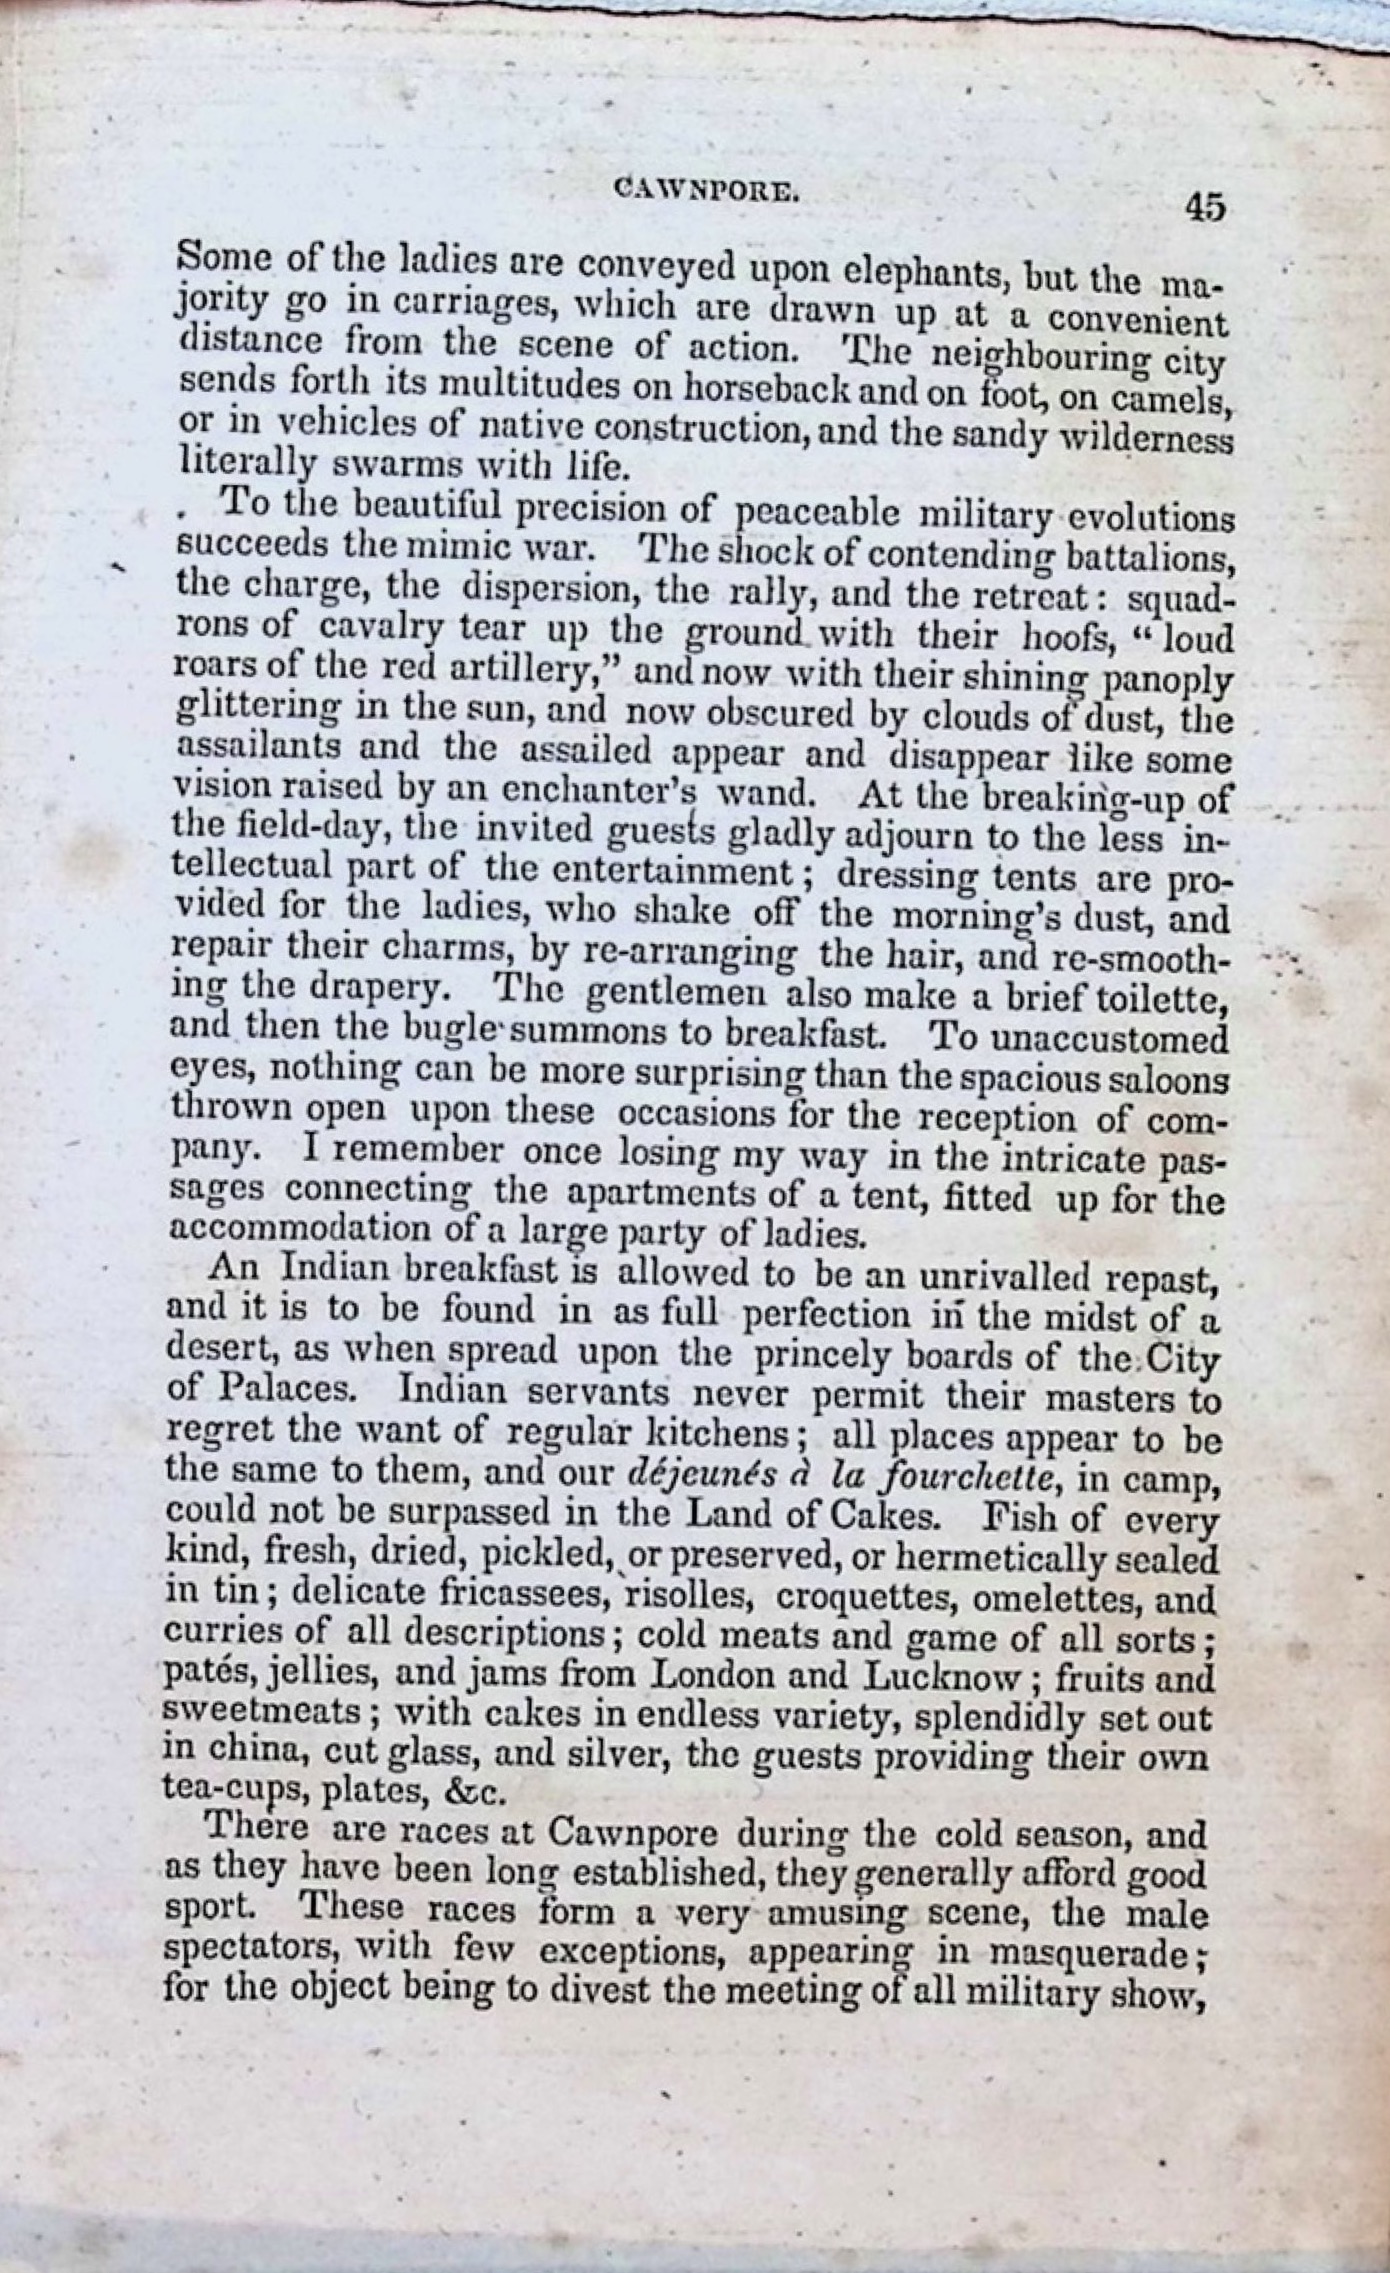 CAWNPORE.
45
Some of the ladies are conveyed upon elephants, but the ma-
jority go in carriages, which are drawn up at a convenient
distance from the scene of action. The neighbouring city
sends forth its multitudes on horseback and on foot, on camels,
or in vehicles of native construction, and the sandy wilderness
literally swarms with life.
To the beautiful precision of peaceable military evolutions
succeeds the mimic war. The shock of contending battalions,
the charge, the dispersion, the rally, and the retreat: squad-
rons of cavalry tear up the ground with their hoofs, “loud
roars of the red artillery,” and now with their shining panoply
glittering in the sun, and now obscured by clouds of dust, the
assailants and the assailed appear and disappear like some
vision raised by an enchanter's wand. At the breaking-up of
the field-day, the invited guests gladly adjourn to the less in-
tellectual part of the entertainment; dressing tents are pro-
vided for the ladies, who shake off the morning's dust, and
repair their charms, by re-arranging the hair, and re-smooth-
ing the drapery. The gentlemen also make a brief toilette,
and then the bugle summons to breakfast. To unaccustomed
eyes, nothing can be more surprising than the spacious saloons
thrown open upon these occasions for the reception of com-
pany. I remember once losing my way in the intricate pas-
sages connecting the apartments of a tent, fitted up for the
accommodation of a large party of ladies.
An Indian breakfast is allowed to be an unrivalled repast,
and it is to be found in as full perfection in the midst of a
desert, as when spread upon the princely boards of the City
of Palaces. Indian servants never permit their masters to
regret the want of regular kitchens; all places appear to be
the same to them, and our déjeunés à la fourchette, in camp,
could not be surpassed in the Land of Cakes. Fish of every
kind, fresh, dried, pickled, or preserved, or hermetically sealed
in tin; delicate fricassees, risolles, croquettes, omelettes, and
curries of all descriptions; cold meats and game of all sorts;
patés, jellies, and jams from London and Lucknow; fruits and
sweetmeats; with cakes in endless variety, splendidly set out
in china, cut glass, and silver, the guests providing their own
tea-cups, plates, &c.
There are races at Cawnpore during the cold season, and
as they have been long established, they generally afford good
sport. These races form a very amusing scene, the male
spectators, with few exceptions, appearing in masquerade;
for the object being to divest the meeting of all military show,